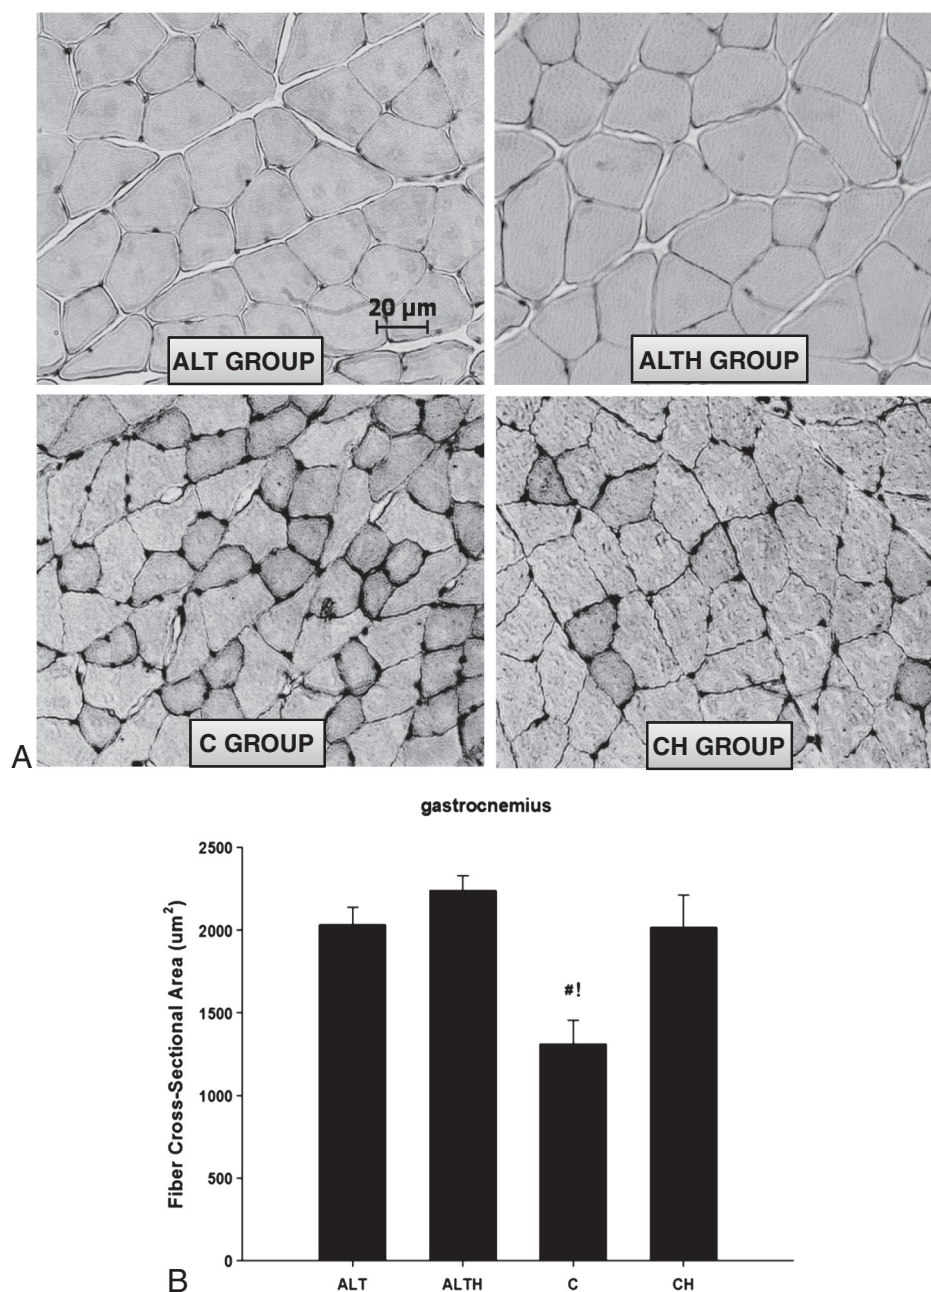 20 µm
ALT GROUP
ALTH GROUP
C GROUP
CH GROUP
A
gastrocnemius
Fiber Cross-Sectional Area (um²)
2500
2000
1500
1000
500
0
#!
ALT ALTH C CH
B